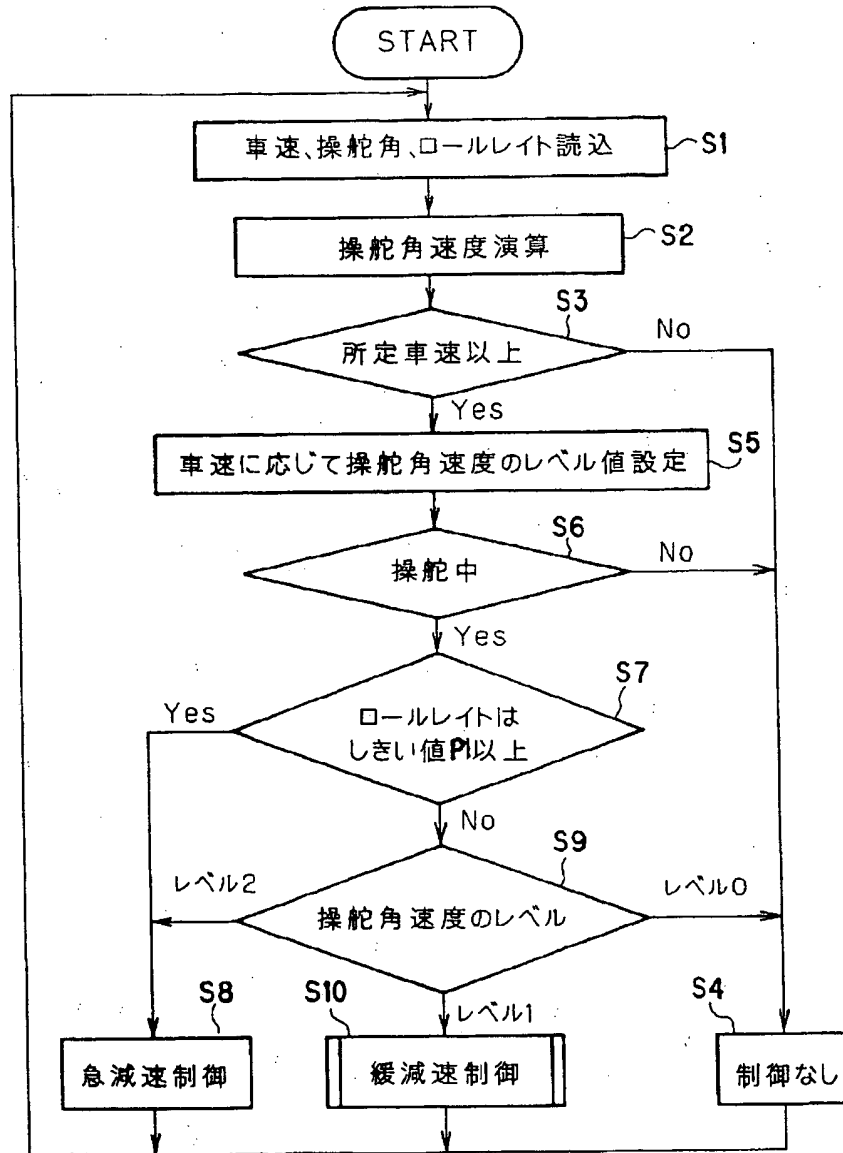 START
車速、操舵角、ロールレイト読込
S1
操舵角速度演算
S2
S3
所定車速以上
No
Yes
車速に応じて操舵角速度のレベル値設定
S5
S6
操舵中
No
Yes
S7
Yes
ロールレイトは
しきい値P1以上
No
S9
レベル2
操舵角速度のレベル
レベル0
レベル1
S8
急減速制御
S10
緩減速制御
S4
制御なし